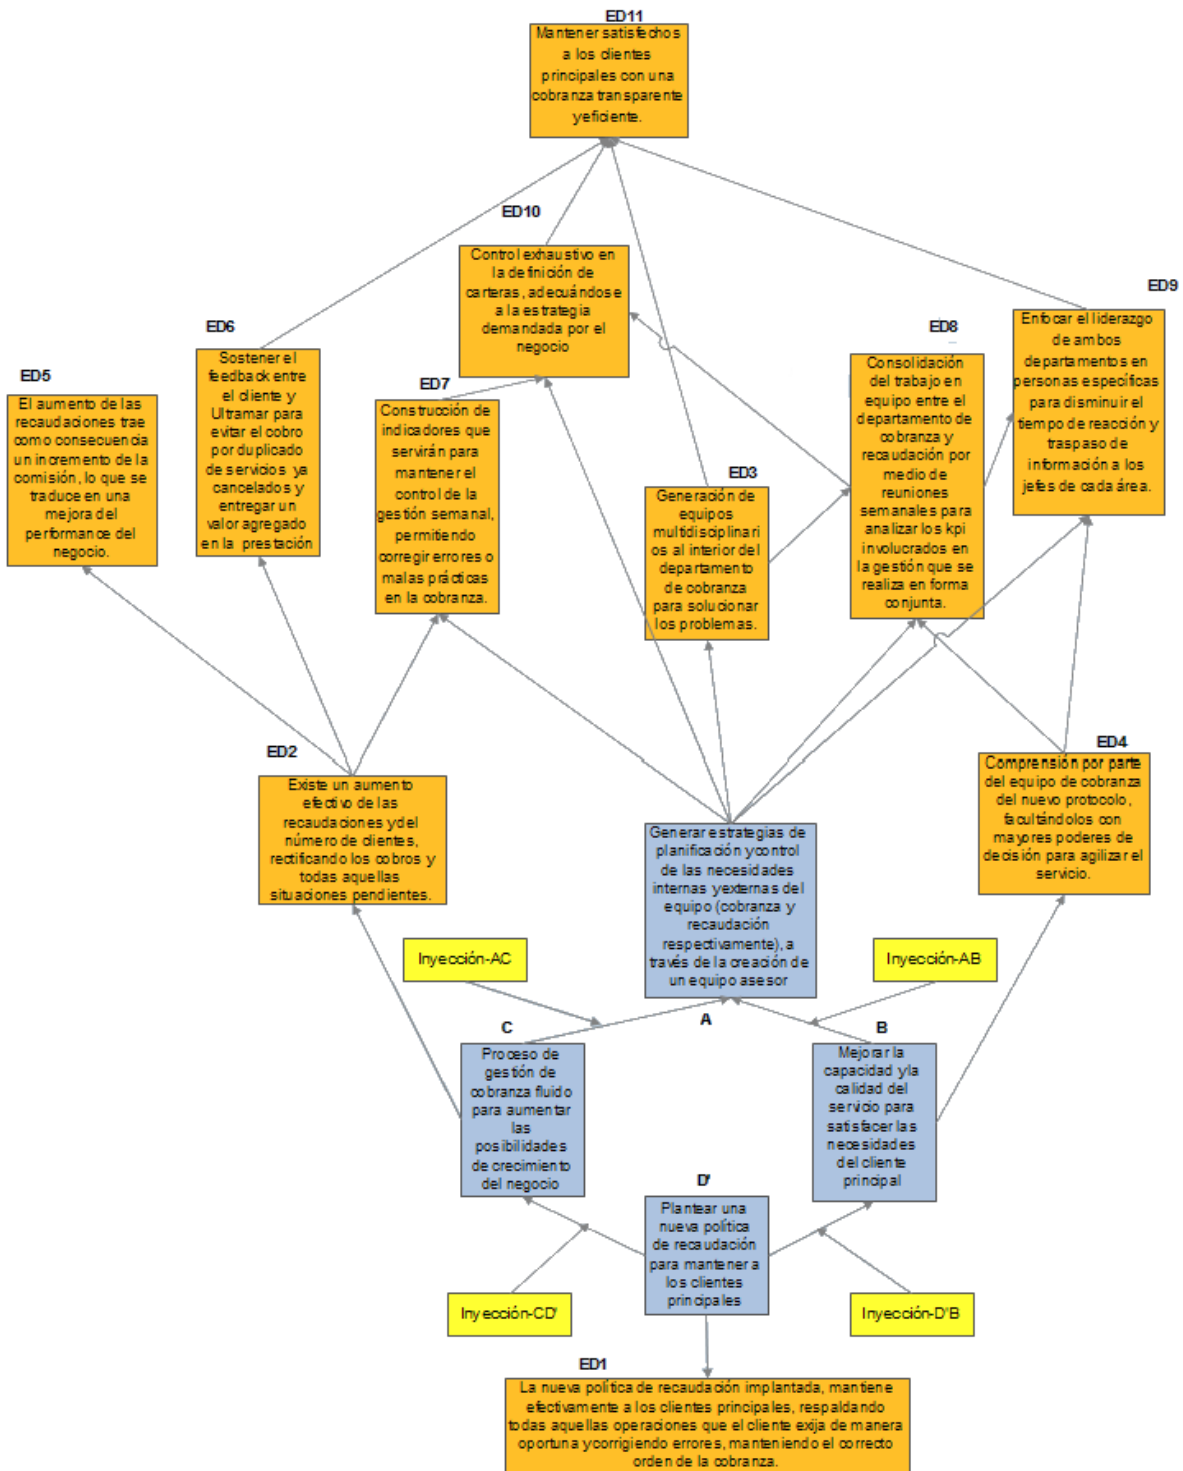 ED11
Mantener satisfechos
a los clientes
principales con una
cobranza transparente
y eficiente.
ED10
Control exhaustivo en
la definición de
carteras, adecuándose
a la estrategia
demandada por el
negocio
ED9
Enfocar el liderazgo
de ambos
departamentos en
personas específicas
para disminuir el
tiempo de reacción y
traspaso de
información a los
jefes de cada área.
ED6
Sostener el
feedback entre
el cliente y
Ultramar para
evitar el cobro
por duplicado
de servicios ya
cancelados y
entregar un
valor agregado
en la prestación
ED8
Consolidación
del trabajo en
equipo entre el
departamento de
cobranza y
recaudación por
medio de
reuniones
semanales para
analizar los kpi
involucrados en
la gestión que se
realiza en forma
conjunta.
ED5
El aumento de las
recaudaciones trae
como consecuencia
un incremento de la
comisión, lo que se
traduce en una
mejora del
performance del
negocio.
ED7
Construcción de
indicadores que
servirán para
mantener el
control de la
gestión semanal,
permitiendo
corregir errores o
malas prácticas
en la cobranza.
ED3
Generación de
equipos
multidisciplinari
os al interior del
departamento
de cobranza
para solucionar
los problemas.
ED2
Existe un aumento
efectivo de las
recaudaciones y del
número de clientes,
rectificando los cobros y
todas aquellas
situaciones pendientes.
ED4
Comprensión por parte
del equipo de cobranza
del nuevo protocolo,
facultándolos con
mayores poderes de
decisión para agilizar el
servicio.
Generar estrategias de
planificación y control
de las necesidades
internas y externas del
equipo (cobranza y
recaudación
respectivamente), a
través de la creación de
un equipo asesor
A
Inyección-AC
Inyección-AB
C
Proceso de
gestión de
cobranza fluido
para aumentar
las
posibilidades
de crecimiento
del negocio
B
Mejorar la
capacidad y la
calidad del
servicio para
satisfacer las
necesidades
del cliente
principal
D'
Plantear una
nueva política
de recaudación
para mantener a
los clientes
principales
Inyección-CD'
Inyección-D'B
ED1
La nueva política de recaudación implantada, mantiene
efectivamente a los clientes principales, respaldando
todas aquellas operaciones que el cliente exija de manera
oportuna y corrigiendo errores, manteniendo el correcto
orden de la cobranza.